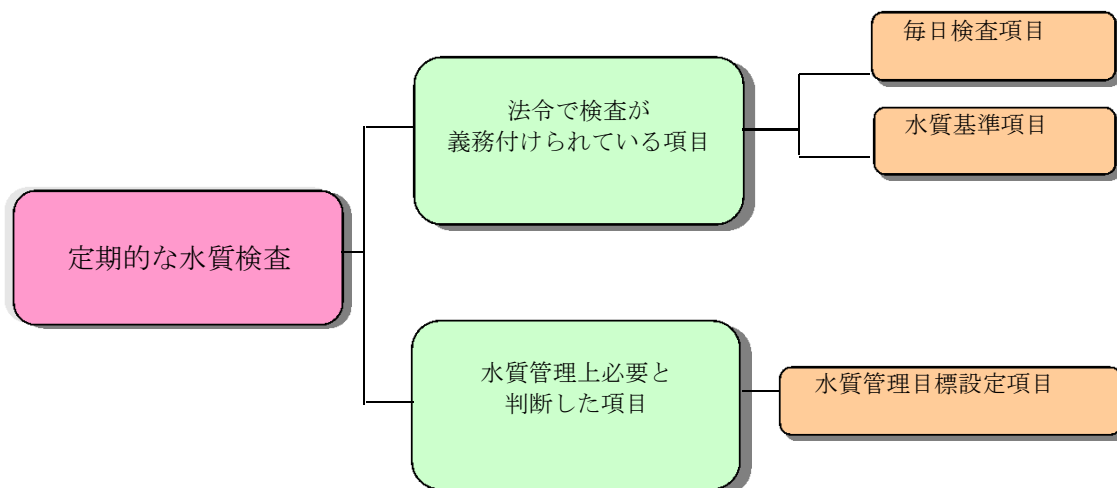 毎日検査項目
法令で検査が
義務付けられている項目
水質基準項目
定期的な水質検査
水質管理上必要と
判断した項目
水質管理目標設定項目